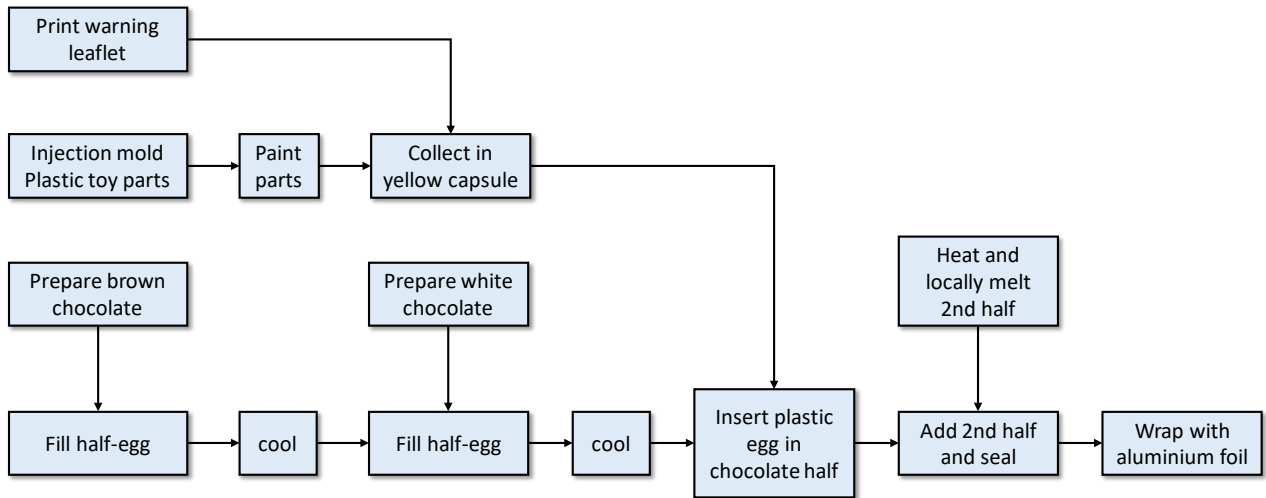 Print warning
leaflet
Injection mold
Plastic toy parts
Paint
parts
Collect in
yellow capsule
Prepare brown
chocolate
Prepare white
chocolate
Heat and
locally melt
2nd half
Fill half-egg
cool
Fill half-egg
cool
Insert plastic
egg in
chocolate half
Add 2nd half
and seal
Wrap with
aluminium foil